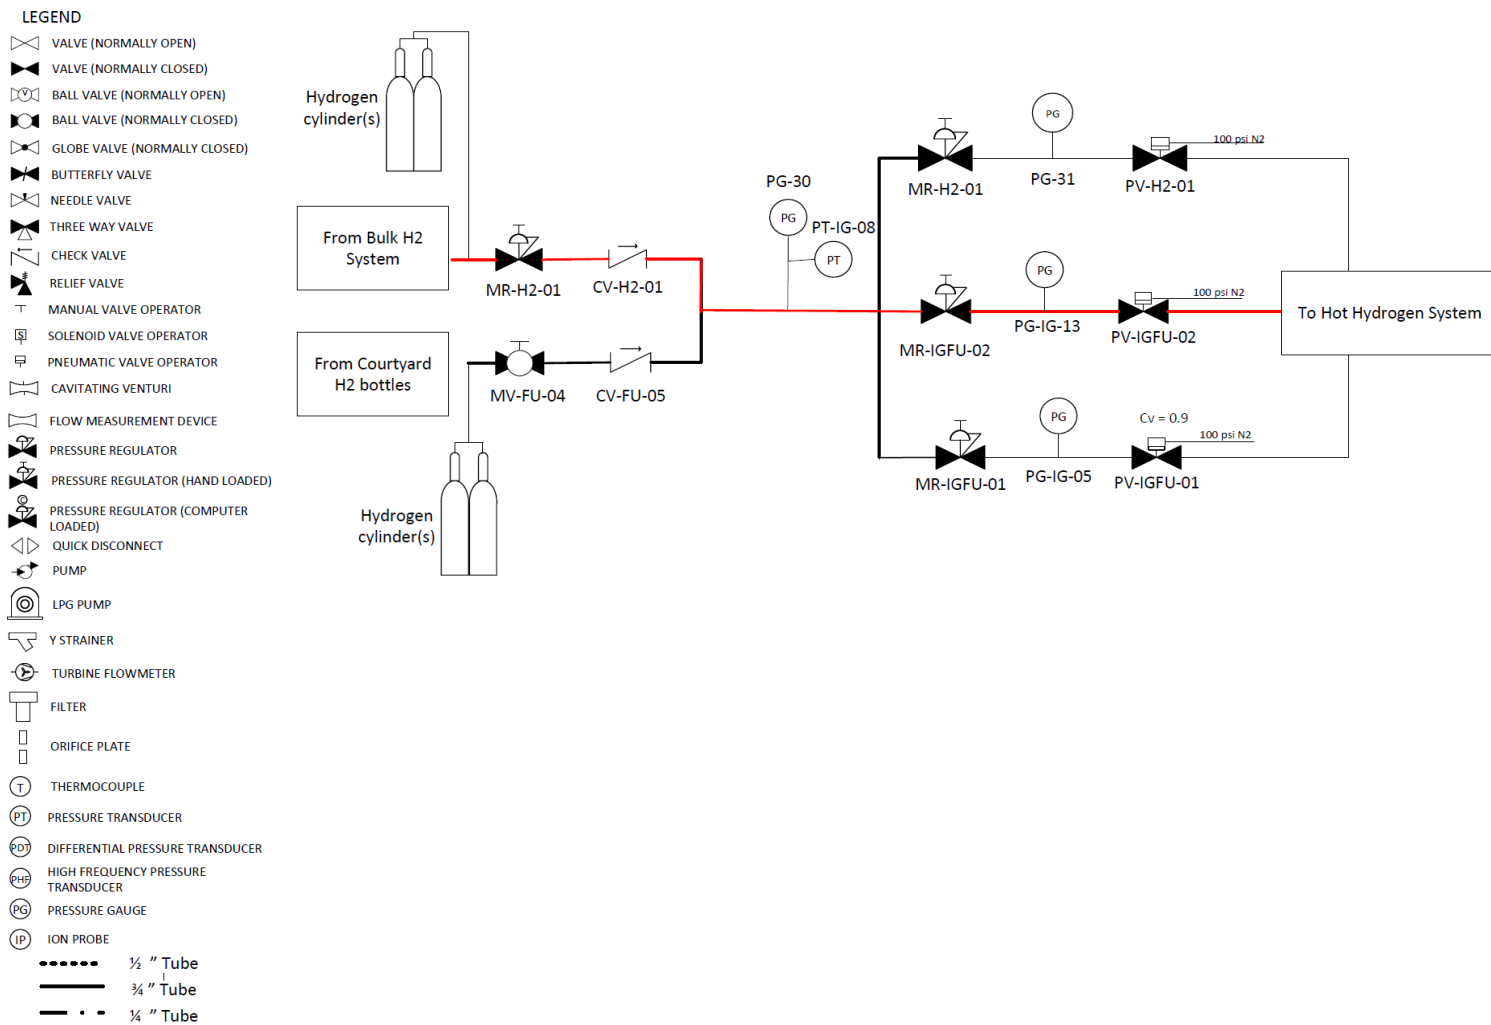 LEGEND
VALVE (NORMALLY OPEN)
VALVE (NORMALLY CLOSED)
V
BALL VALVE (NORMALLY OPEN)
BALL VALVE (NORMALLY CLOSED)
GLOBE VALVE (NORMALLY CLOSED)
BUTTERFLY VALVE
NEEDLE VALVE
THREE WAY VALVE
CHECK VALVE
RELIEF VALVE
MANUAL VALVE OPERATOR
S
SOLENOID VALVE OPERATOR
PNEUMATIC VALVE OPERATOR
CAVITATING VENTURI
FLOW MEASUREMENT DEVICE
PRESSURE REGULATOR
PRESSURE REGULATOR (HAND LOADED)
C
PRESSURE REGULATOR (COMPUTER
LOADED)
QUICK DISCONNECT
PUMP
LPG PUMP
Y STRAINER
TURBINE FLOWMETER
FILTER
ORIFICE PLATE
T
THERMOCOUPLE
PT
PRESSURE TRANSDUCER
PDT
DIFFERENTIAL PRESSURE TRANSDUCER
PHF
HIGH FREQUENCY PRESSURE
TRANSDUCER
PG
PRESSURE GAUGE
IP
ION PROBE
½ ” Tube
¾ ” Tube
¼ ” Tube
Hydrogen
cylinder(s)
From Bulk H2
System
MR-H2-01
CV-H2-01
From Courtyard
H2 bottles
MV-FU-04
CV-FU-05
Hydrogen
cylinder(s)
PG-30
PG
PT-IG-08
PT
MR-H2-01
PG
PG-31
100 psi N2
PV-H2-01
MR-IGFU-02
PG
PG-IG-13
100 psi N2
PV-IGFU-02
To Hot Hydrogen System
MR-IGFU-01
PG
PG-IG-05
Cv = 0.9
100 psi N2
PV-IGFU-01